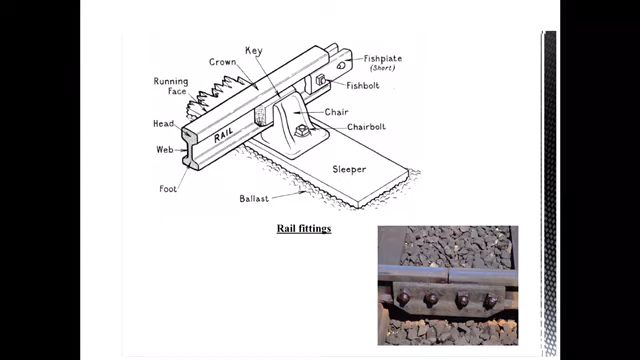 Key
Crown
Fishplate
(Short)
Running
Face
Fishbolt
Head
Chair
RAIL
Chairbolt
Web
Sleeper
Foot
Ballast
Rail fittings